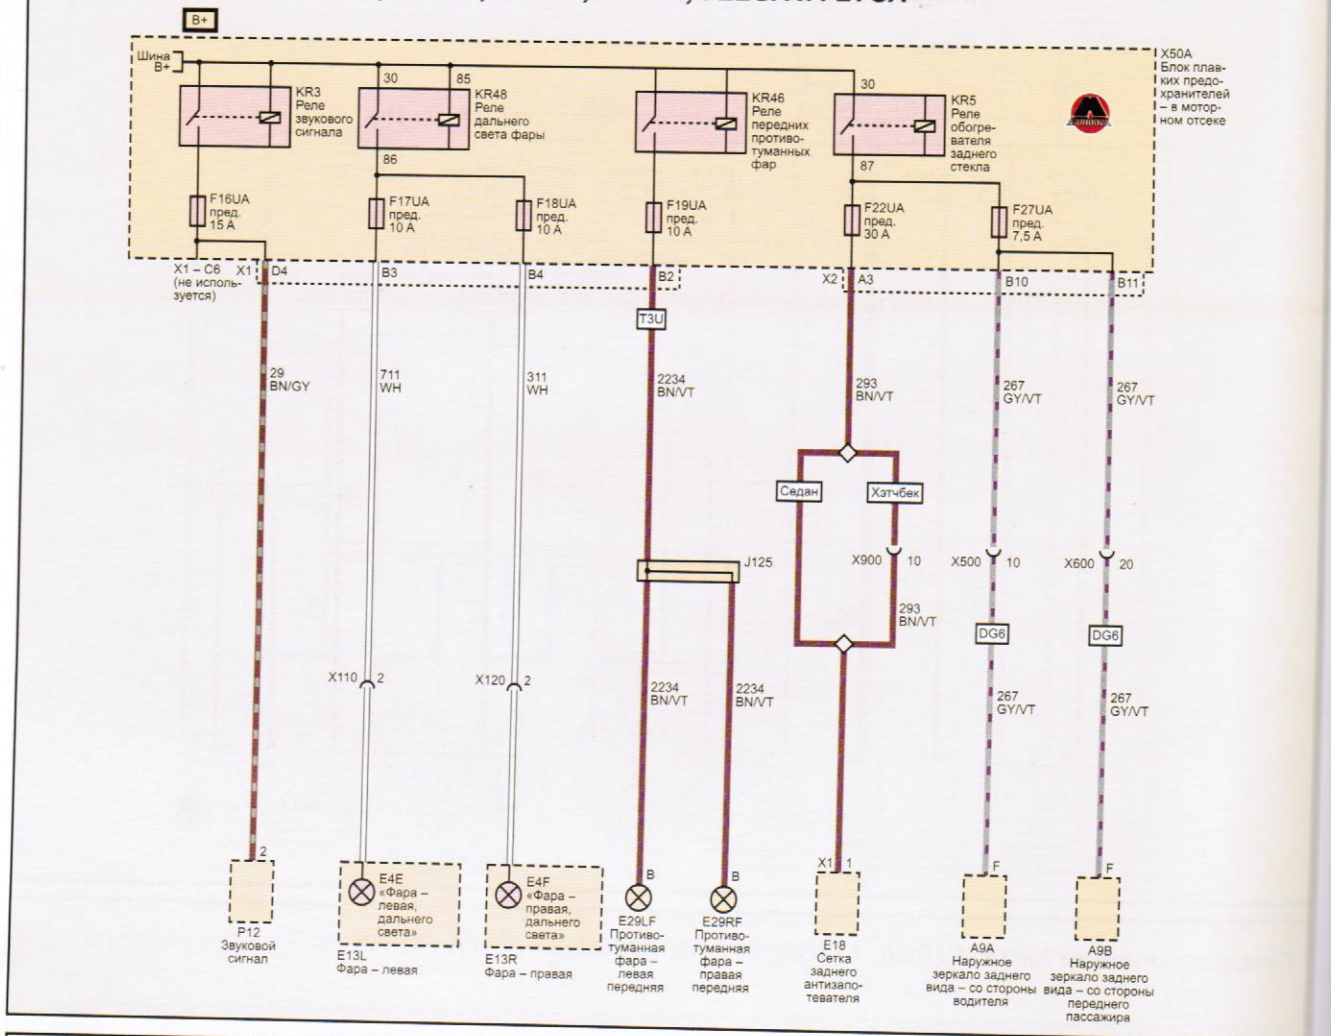 B+
Шина
B+
KR3
Реле
звукового
сигнала
30
85
KR48
Реле
дальнего
света фары
86
KR46
Реле
передних
противо-
туманных
фар
30
KR5
Реле
обогре-
вателя
заднего
стекла
87
X50A
Блок плав-
ких предо-
хранителей
– в мотор-
ном отсеке
F16UA
пред.
15 A
F17UA
пред.
10 A
F18UA
пред.
10 A
F19UA
пред.
10 A
F22UA
пред.
30 A
F27UA
пред.
7,5 A
X1 – C6
(не исполь-
зуется)
X1
D4
B3
B4
B2
X2
A3
B10
B11
T3U
29
BN/GY
711
WH
311
WH
2234
BN/VT
293
BN/VT
267
GY/VT
267
GY/VT
Седан
Хэтчбек
J125
X900
10
X500
10
X600
20
293
BN/VT
DG6
DG6
X110
2
X120
2
2234
BN/VT
2234
BN/VT
267
GY/VT
267
GY/VT
2
P12
Звуковой
сигнал
E4E
«Фара –
левая,
дальнего
света»
E13L
Фара – левая
E4F
«Фара –
правая,
дальнего
света»
E13R
Фара – правая
B
E29LF
Противо-
туманная
фара –
левая
передняя
B
E29RF
Противо-
туманная
фара –
правая
передняя
X1
1
E18
Сетка
заднего
антизапо-
тевателя
F
A9A
Наружное
зеркало заднего
вида – со стороны
водителя
F
A9B
Наружное
зеркало заднего
вида – со стороны
переднего
пассажира